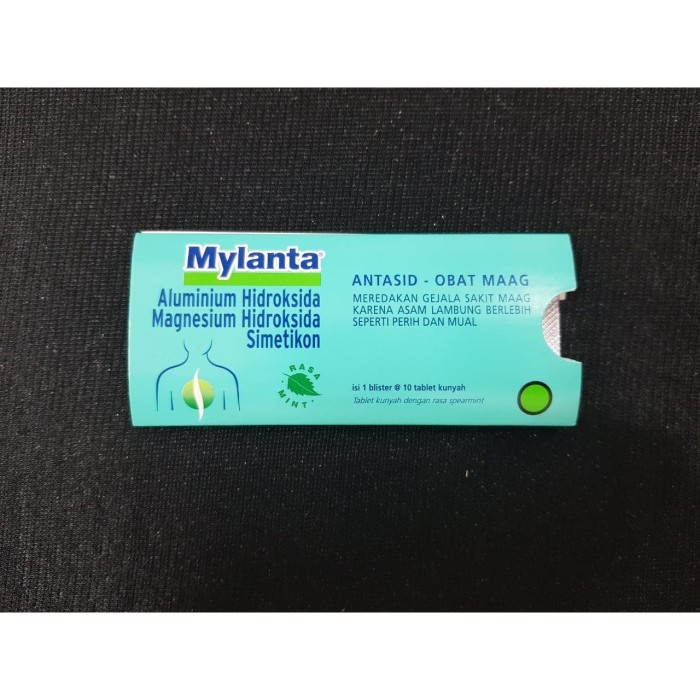 Mylanta®
Aluminium Hidroksida
Magnesium Hidroksida
Simetikon
RASA
MINT
ANTASID - OBAT MAAG
MEREDAKAN GEJALA SAKIT MAAG
KARENA ASAM LAMBUNG BERLEBIH
SEPERTI PERIH DAN MUAL
isi 1 blister @ 10 tablet kunyah
Tablet kunyah dengan rasa spearmint